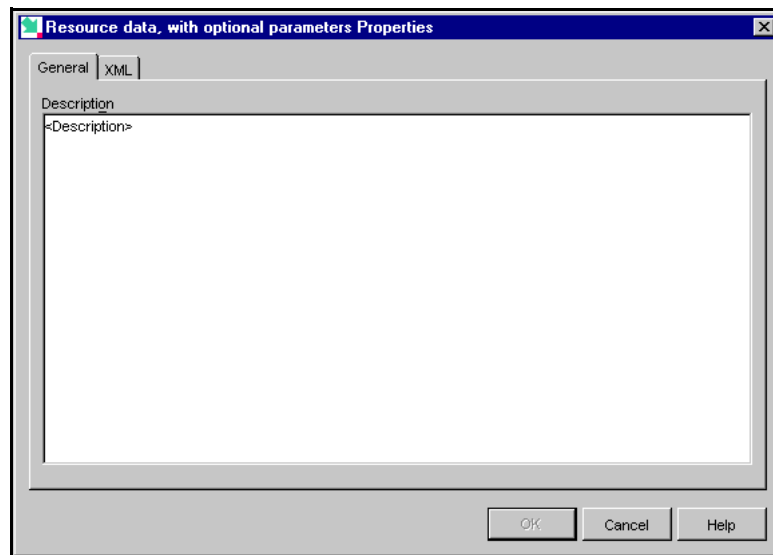 Resource data, with optional parameters Properties
General XML
Description
<Description>
OK Cancel Help